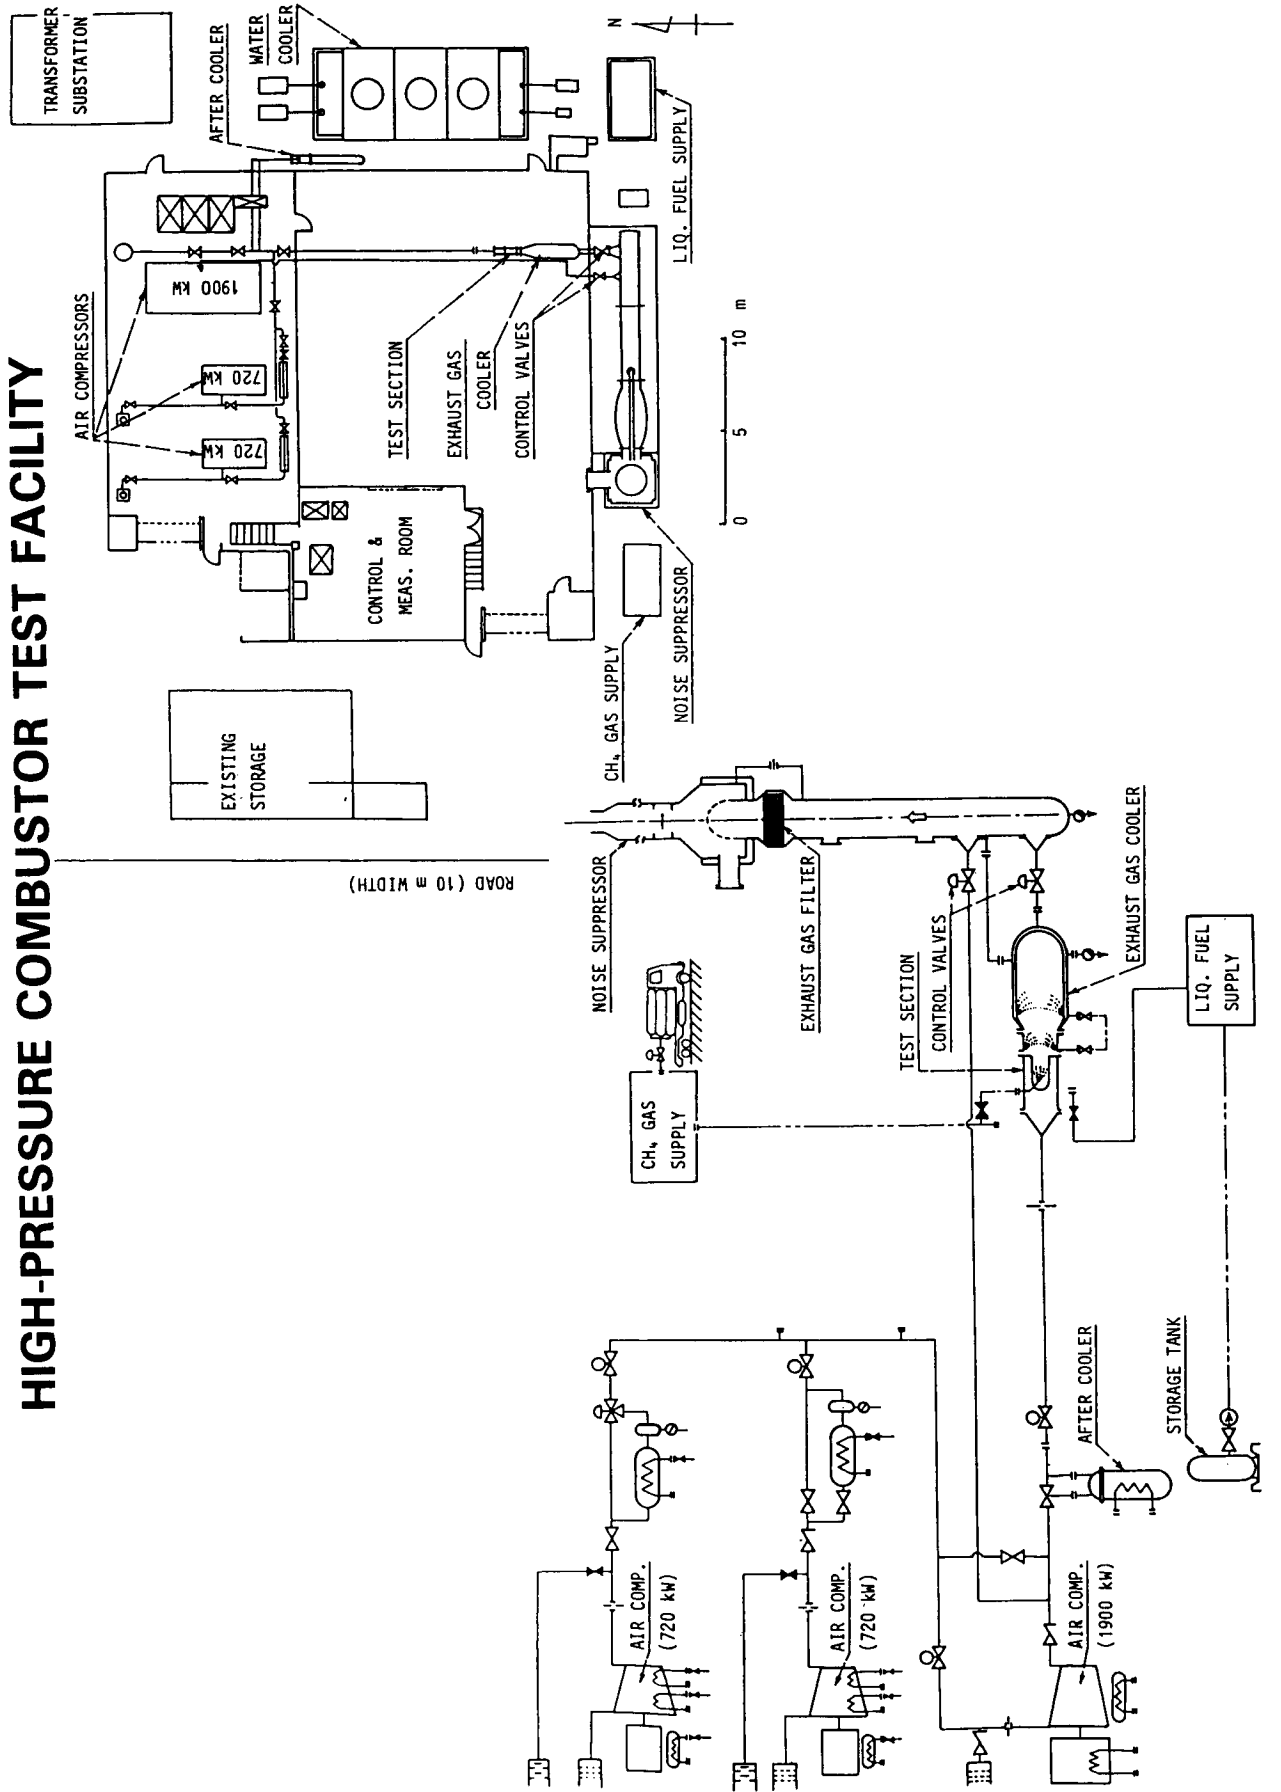 HIGH-PRESSURE COMBUSTOR TEST FACILITY
TRANSFORMER
SUBSTATION
AFTER COOLER
WATER
COOLER
N
AIR COMPRESSORS
1900 kW
720 kW
720 kW
TEST SECTION
EXHAUST GAS
COOLER
CONTROL VALVES
LIQ. FUEL SUPPLY
0 5 10 m
CONTROL &
MEAS. ROOM
NOISE SUPPRESSOR
CH₄ GAS SUPPLY
EXISTING
STORAGE
ROAD (10 m WIDTH)
NOISE SUPPRESSOR
EXHAUST GAS FILTER
CH₄ GAS
SUPPLY
TEST SECTION
CONTROL VALVES
EXHAUST GAS COOLER
LIQ. FUEL
SUPPLY
AIR COMP.
(720 kW)
AIR COMP.
(720 kW)
AIR COMP.
(1900 kW)
AFTER COOLER
STORAGE TANK